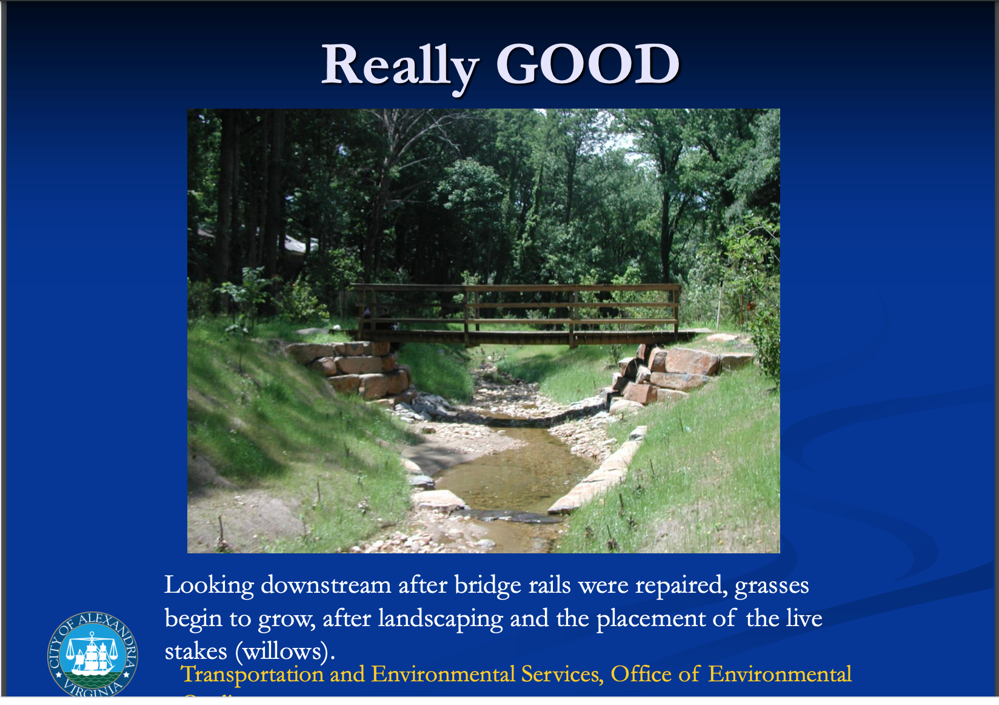 Really GOOD
Looking downstream after bridge rails were repaired, grasses
begin to grow, after landscaping and the placement of the live
stakes (willows).
CITY OF ALEXANDRIA
VIRGINIA
Transportation and Environmental Services, Office of Environmental